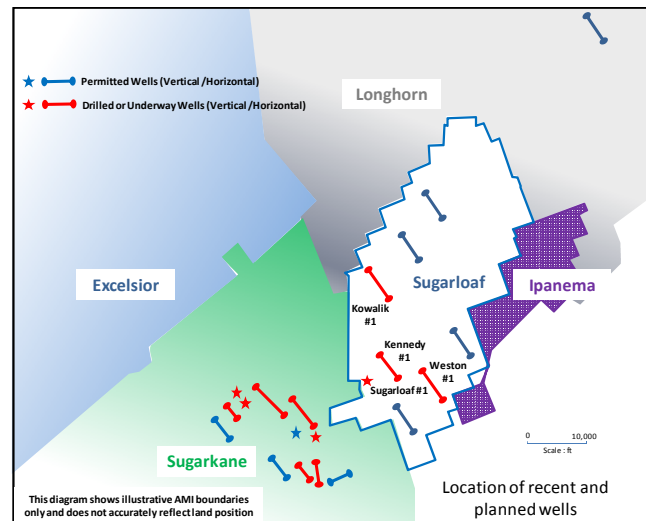 Permitted Wells (Vertical /Horizontal)
Drilled or Underway Wells (Vertical /Horizontal)
Longhorn
Excelsior
Sugarloaf
Ipanema
Kowalik
#1
Kennedy
#1
Weston
#1
Sugarloaf #1
Sugarkane
0
10,000
Scale : ft
This diagram shows illustrative AMI boundaries
only and does not accurately reflect land position
Location of recent and
planned wells